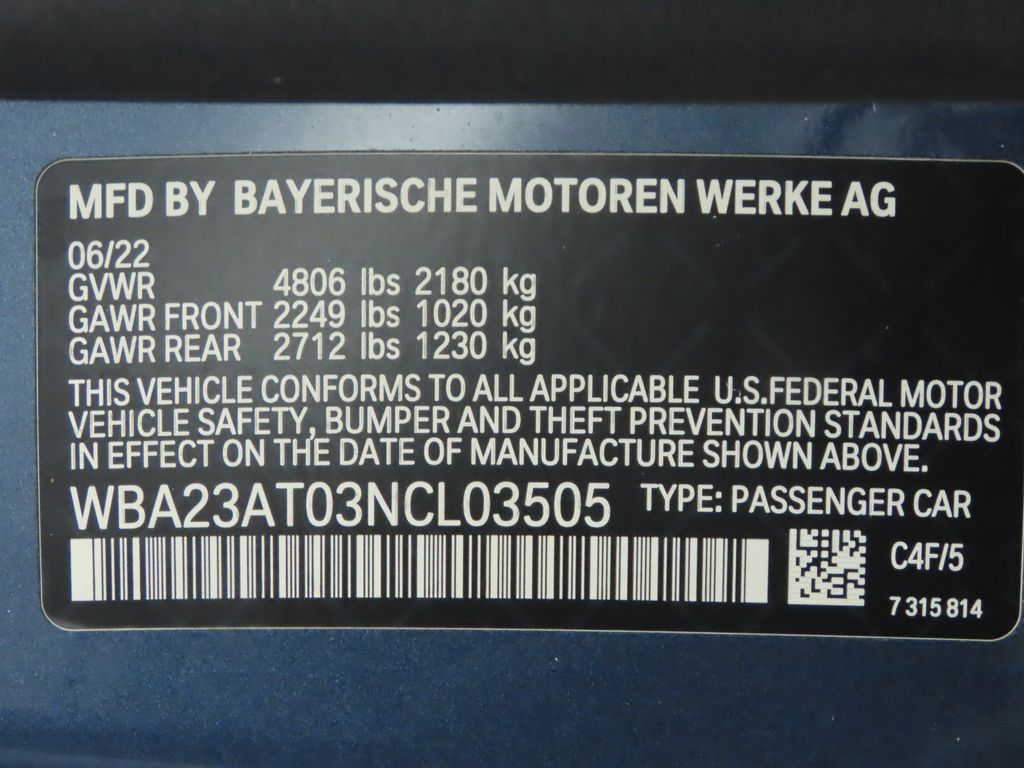 MFD BY BAYERISCHE MOTOREN WERKE AG
06/22
GVWR 4806 lbs 2180 kg
GAWR FRONT 2249 lbs 1020 kg
GAWR REAR 2712 lbs 1230 kg
THIS VEHICLE CONFORMS TO ALL APPLICABLE U.S.FEDERAL MOTOR
VEHICLE SAFETY, BUMPER AND THEFT PREVENTION STANDARDS
IN EFFECT ON THE DATE OF MANUFACTURE SHOWN ABOVE.
WBA23AT03NCL03505 TYPE: PASSENGER CAR
C4F/5
7 315 814